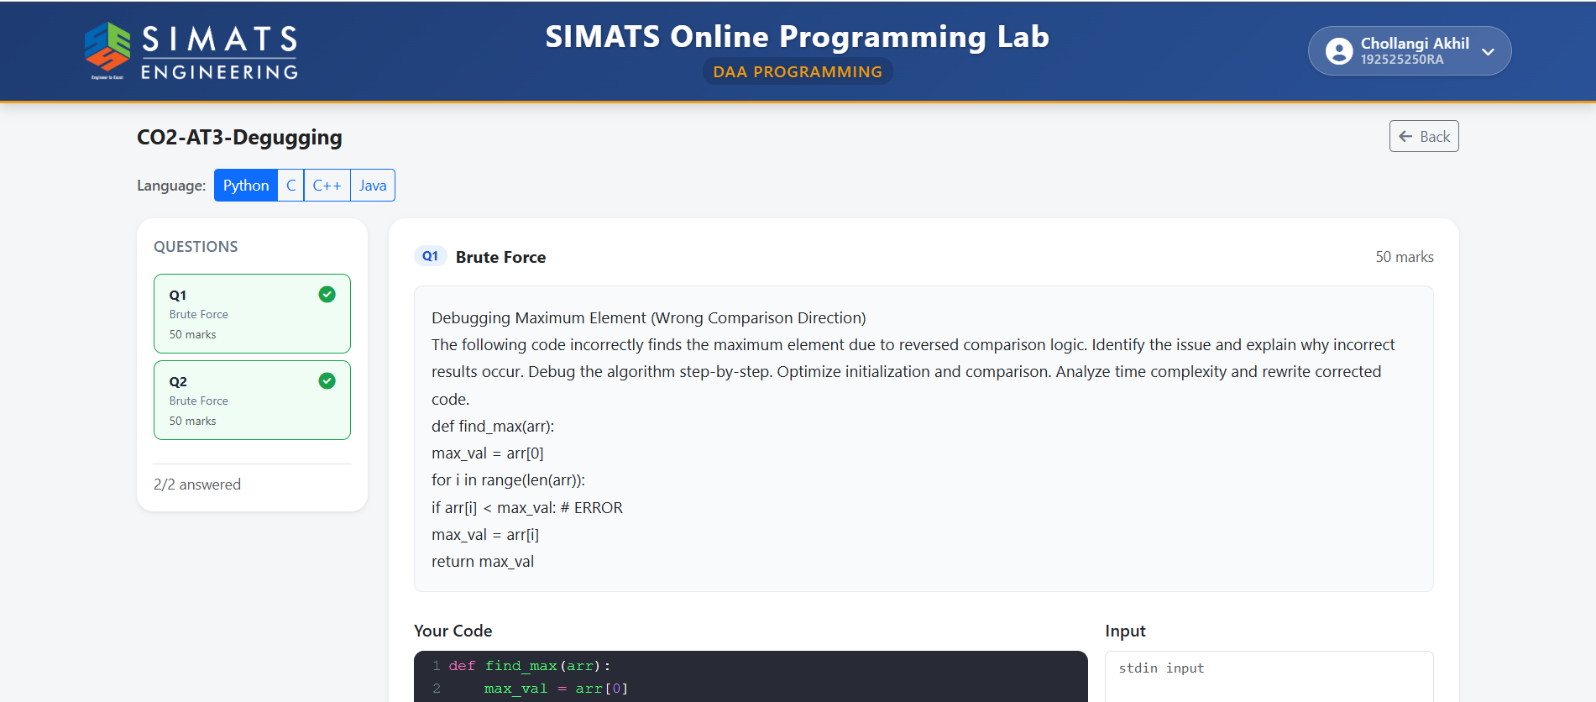 SIMATS
ENGINEERING
Engineer to Excel
SIMATS Online Programming Lab
DAA PROGRAMMING
Chollangi Akhil
192525250RA
CO2-AT3-Degugging
Back
Language: Python C C++ Java
QUESTIONS
Q1
Brute Force
50 marks
Q2
Brute Force
50 marks
2/2 answered
Q1 Brute Force
50 marks
Debugging Maximum Element (Wrong Comparison Direction)
The following code incorrectly finds the maximum element due to reversed comparison logic. Identify the issue and explain why incorrect
results occur. Debug the algorithm step-by-step. Optimize initialization and comparison. Analyze time complexity and rewrite corrected
code.
def find_max(arr):
max_val = arr[0]
for i in range(len(arr)):
if arr[i] < max_val: # ERROR
max_val = arr[i]
return max_val
Your Code
1 def find_max(arr):
2 max_val = arr[0]
Input
stdin input